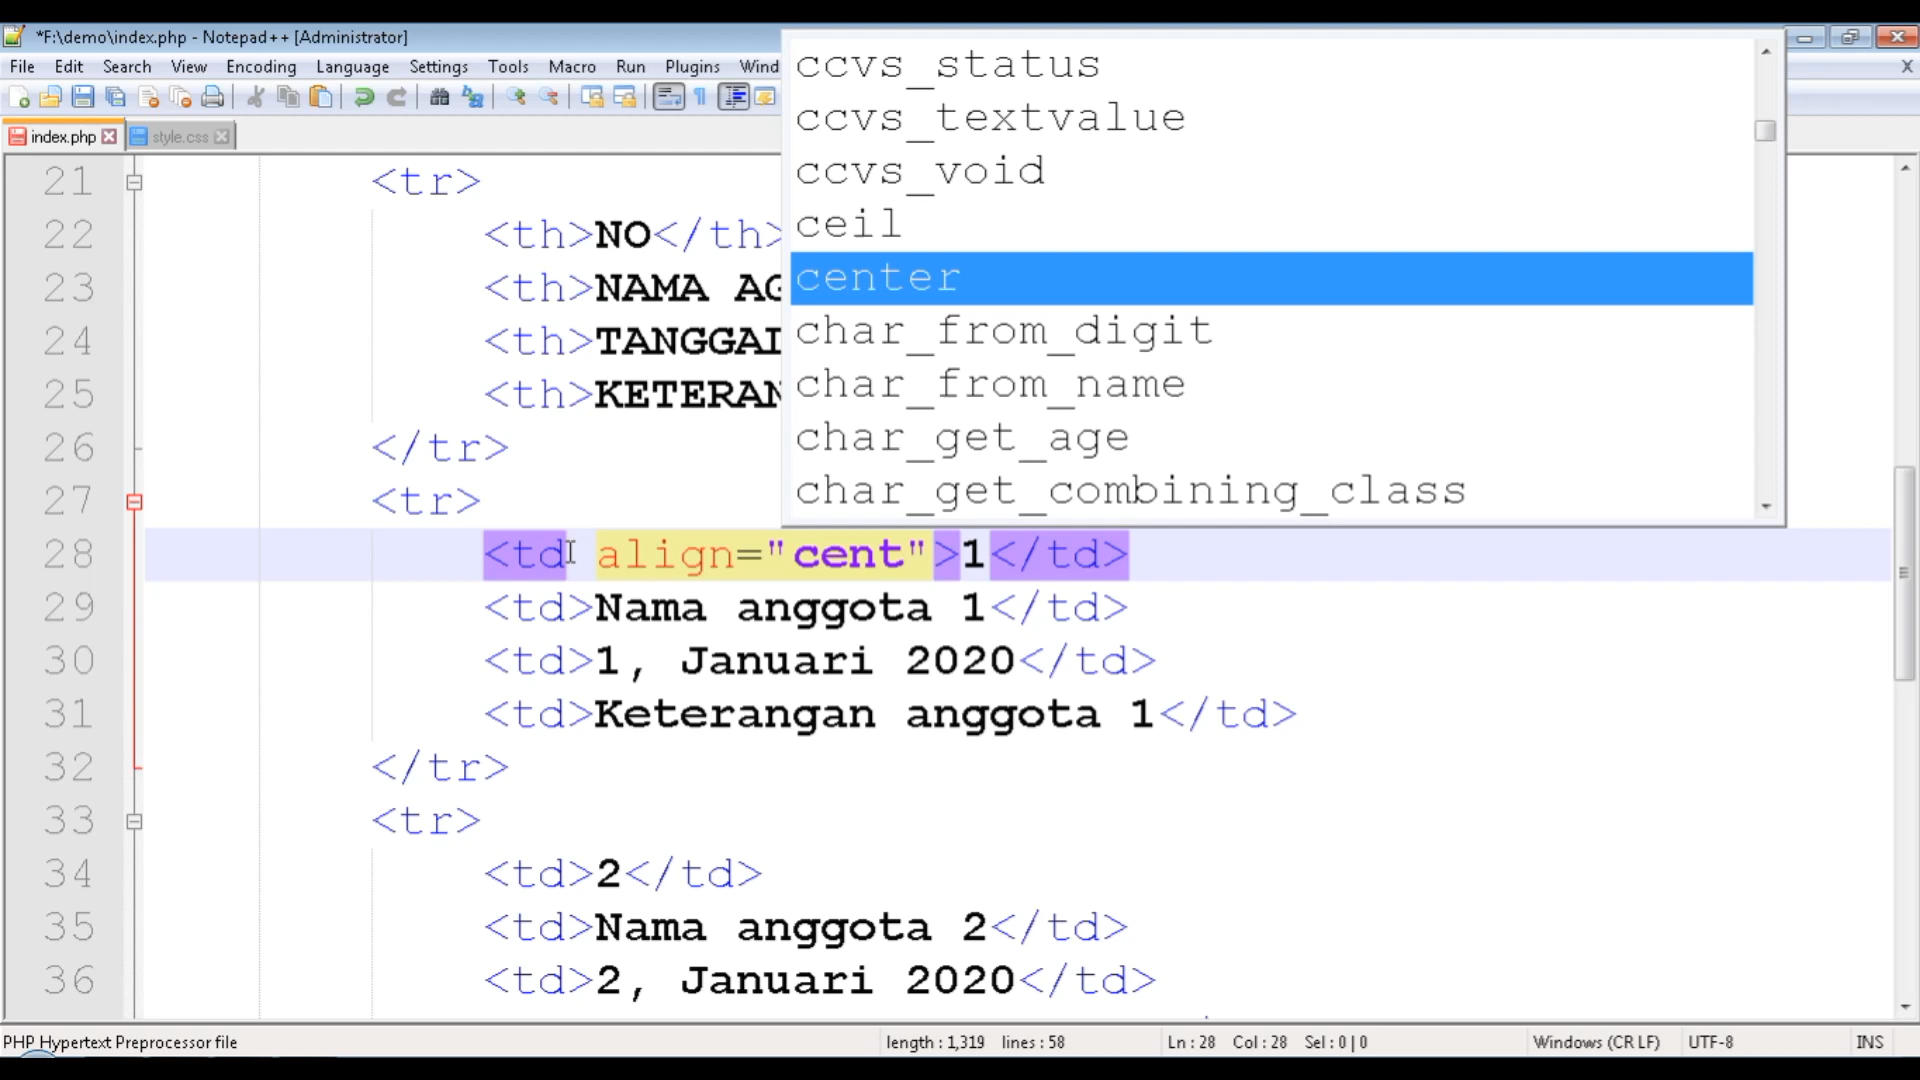 *F:\demo\index.php - Notepad++ [Administrator]
File Edit Search View Encoding Language Settings Tools Macro Run Plugins Wind X
index.php style.css
ccvs_status
ccvs_textvalue
ccvs_void
ceil
center
char_from_digit
char_from_name
char_get_age
char_get_combining_class
21 <tr>
22 <th>NO</th>
23 <th>NAMA AG
24 <th>TANGGAL
25 <th>KETERAN
26 </tr>
27 <tr>
28 <td align="cent">1</td>
29 <td>Nama anggota 1</td>
30 <td>1, Januari 2020</td>
31 <td>Keterangan anggota 1</td>
32 </tr>
33 <tr>
34 <td>2</td>
35 <td>Nama anggota 2</td>
36 <td>2, Januari 2020</td>
PHP Hypertext Preprocessor file length : 1,319 lines : 58 Ln : 28 Col : 28 Sel : 0 | 0 Windows (CR LF) UTF-8 INS